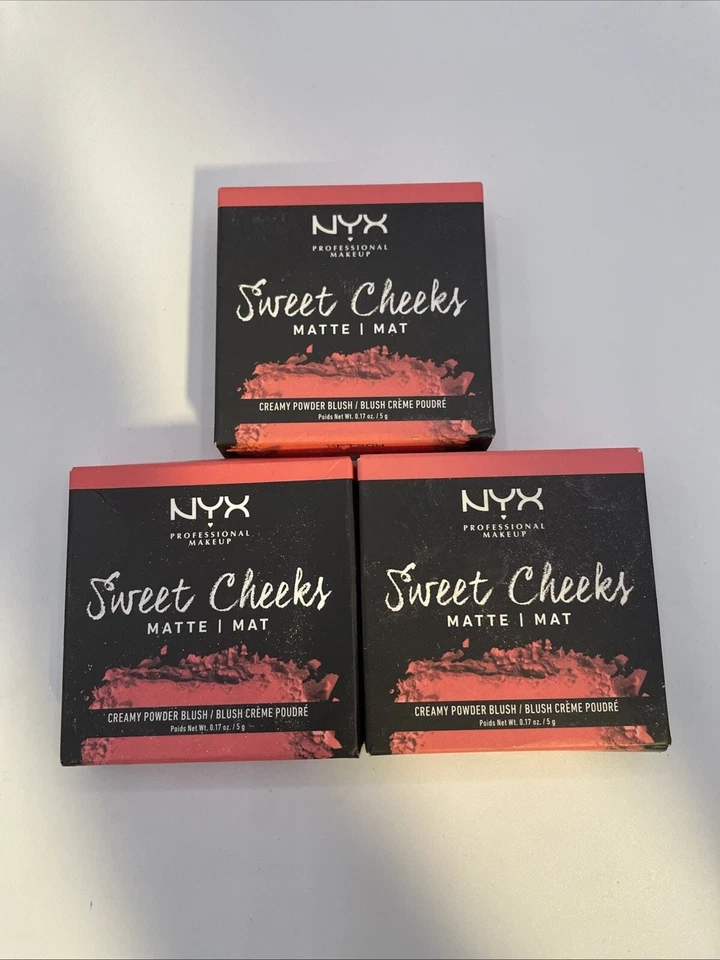 NYX
PROFESSIONAL
MAKEUP
Sweet Cheeks
MATTE | MAT
CREAMY POWDER BLUSH / BLUSH CRÈME POUDRÉ
Poids Net Wt. 0.17 oz. / 5 g
NYX
PROFESSIONAL
MAKEUP
Sweet Cheeks
MATTE | MAT
CREAMY POWDER BLUSH / BLUSH CRÈME POUDRÉ
Poids Net Wt. 0.17 oz. / 5 g
NYX
PROFESSIONAL
MAKEUP
Sweet Cheeks
MATTE | MAT
CREAMY POWDER BLUSH / BLUSH CRÈME POUDRÉ
Poids Net Wt. 0.17 oz. / 5 g